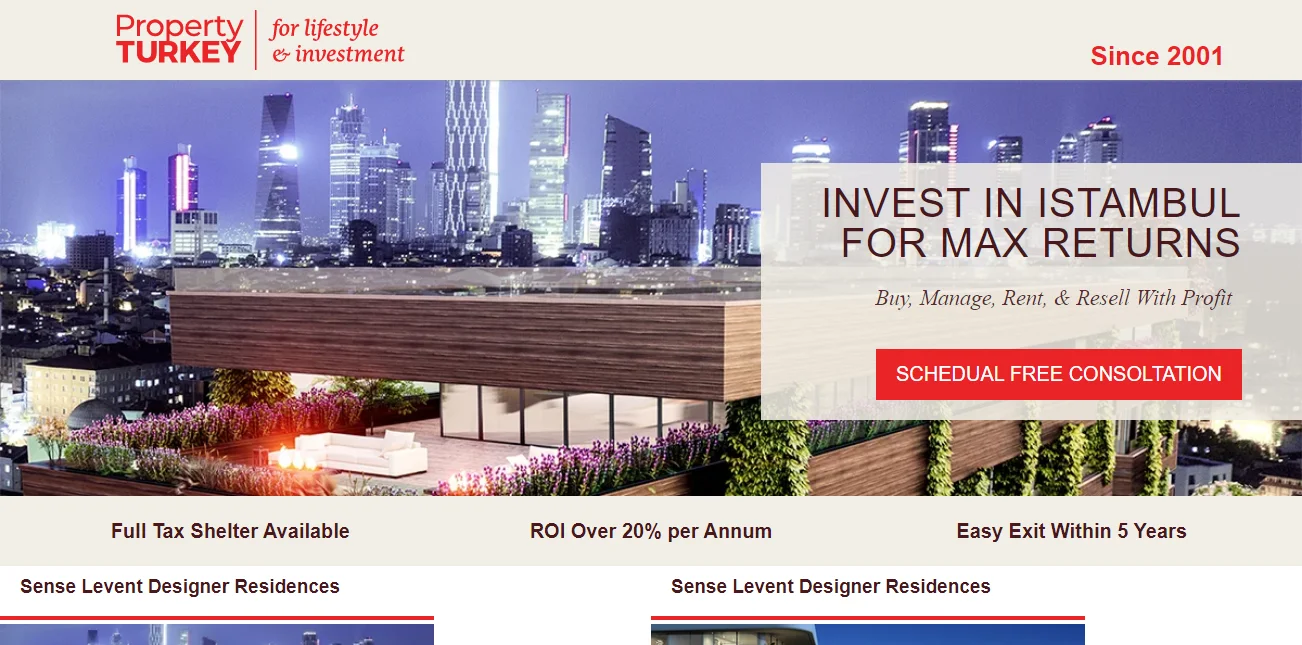 Property
TURKEY
for lifestyle
& investment
Since 2001
INVEST IN ISTAMBUL
FOR MAX RETURNS
Buy, Manage, Rent, & Resell With Profit
SCHEDUAL FREE CONSOLTATION
Full Tax Shelter Available
ROI Over 20% per Annum
Easy Exit Within 5 Years
Sense Levent Designer Residences
Sense Levent Designer Residences